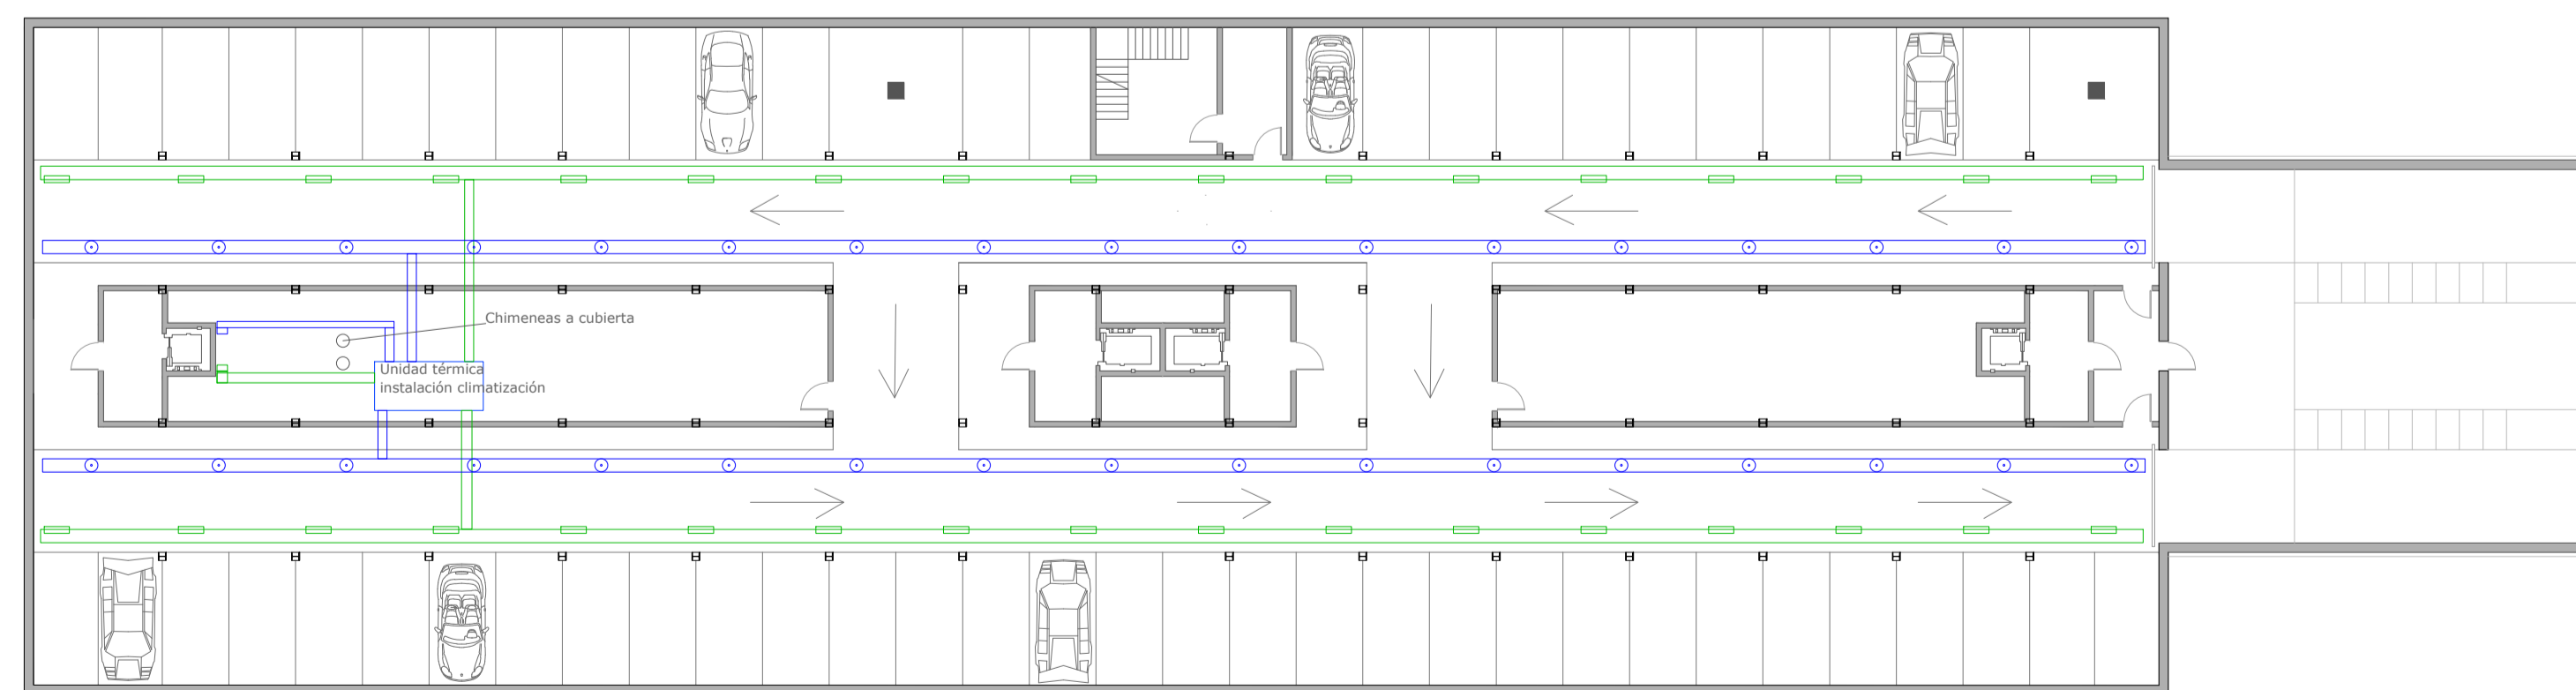 Chimeneas a cubierta
Unidad térmica
instalación climatización